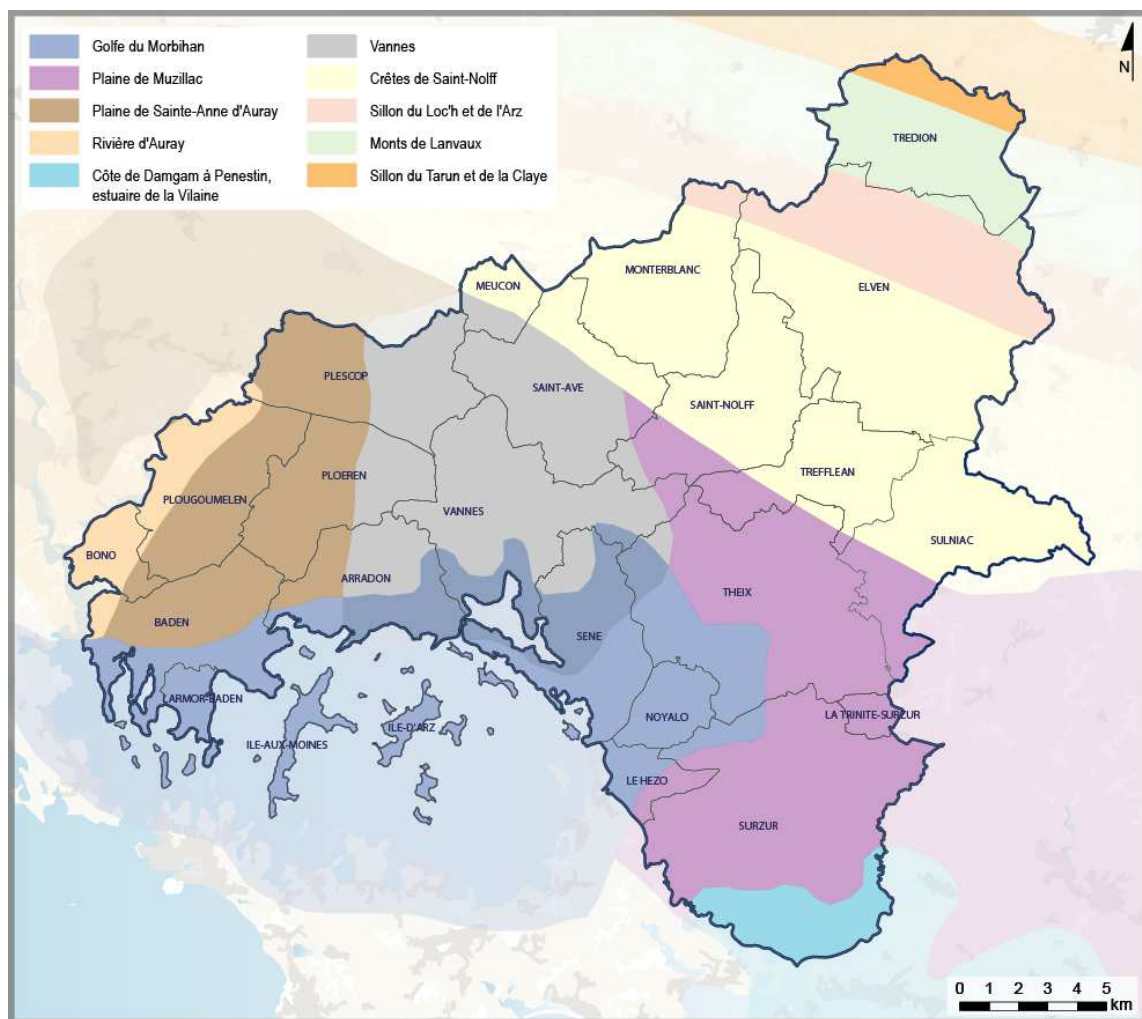 Golfe du Morbihan
Plaine de Muzillac
Plaine de Sainte-Anne d'Auray
Rivière d'Auray
Côte de Damgam à Penestin,
estuaire de la Vilaine
Vannes
Crêtes de Saint-Nolff
Sillon du Loc'h et de l'Arz
Monts de Lanvaux
Sillon du Tarun et de la Claye
N
TREDION
MONTERBLANC
MEUCON
ELVEN
PLESCOP
SAINT-AVE
SAINT-NOLFF
TREFFLEAN
PLOEREN
PLOUGOUMELEN
VANNES
SULNIAC
BONO
ARRADON
THEIX
BADEN
SENE
LARMOR-BADEN
NOYALO
LA TRINITE-SURZUR
ILE-D'ARZ
ILE-AUX-MOINES
LE HEZO
SURZUR
0 1 2 3 4 5
km